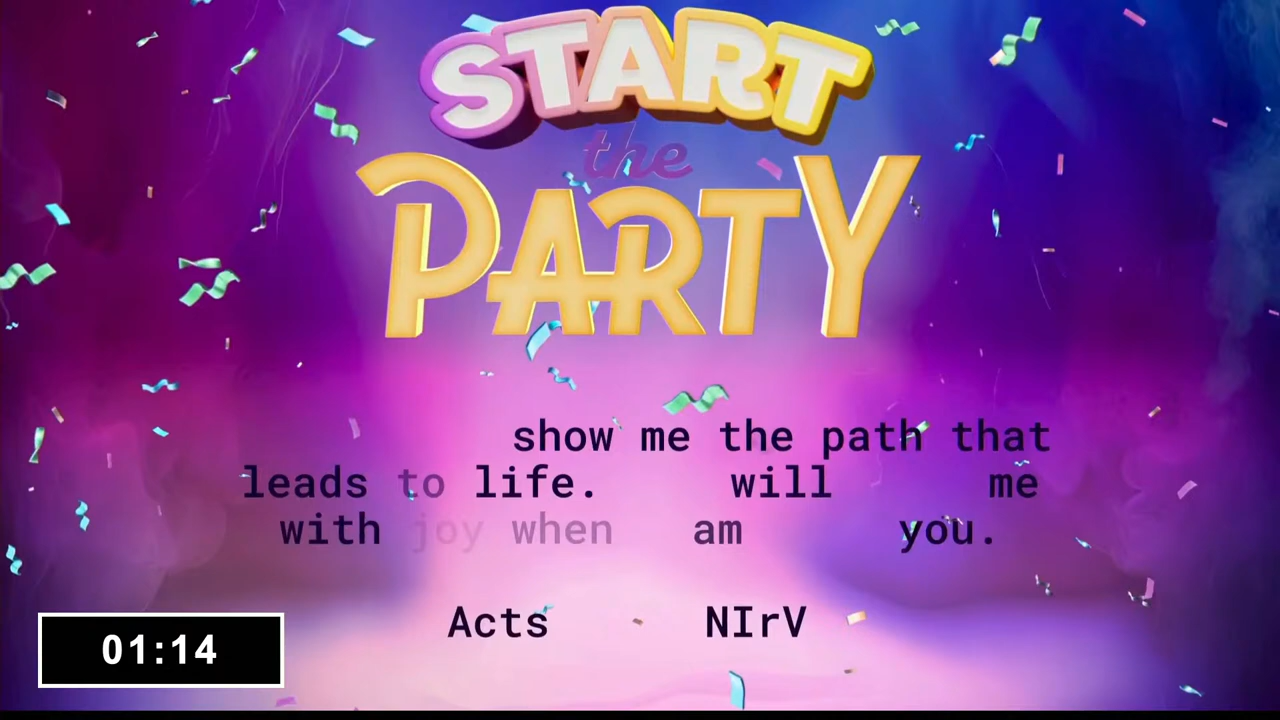 START
the
PARTY
show me the path that
leads to life. will me
with joy when am you.
Acts NIrV
01:14